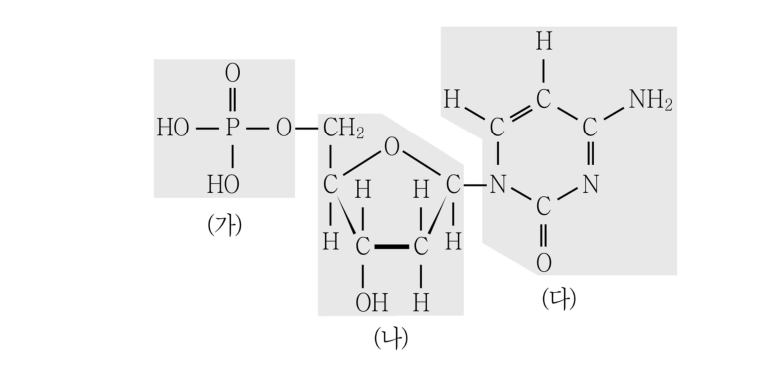 H
O
H C NH₂
HO P O CH₂ C C
O
C H H C N N
C
H C C H
O
OH H
(가)
(나)
(다)
HO